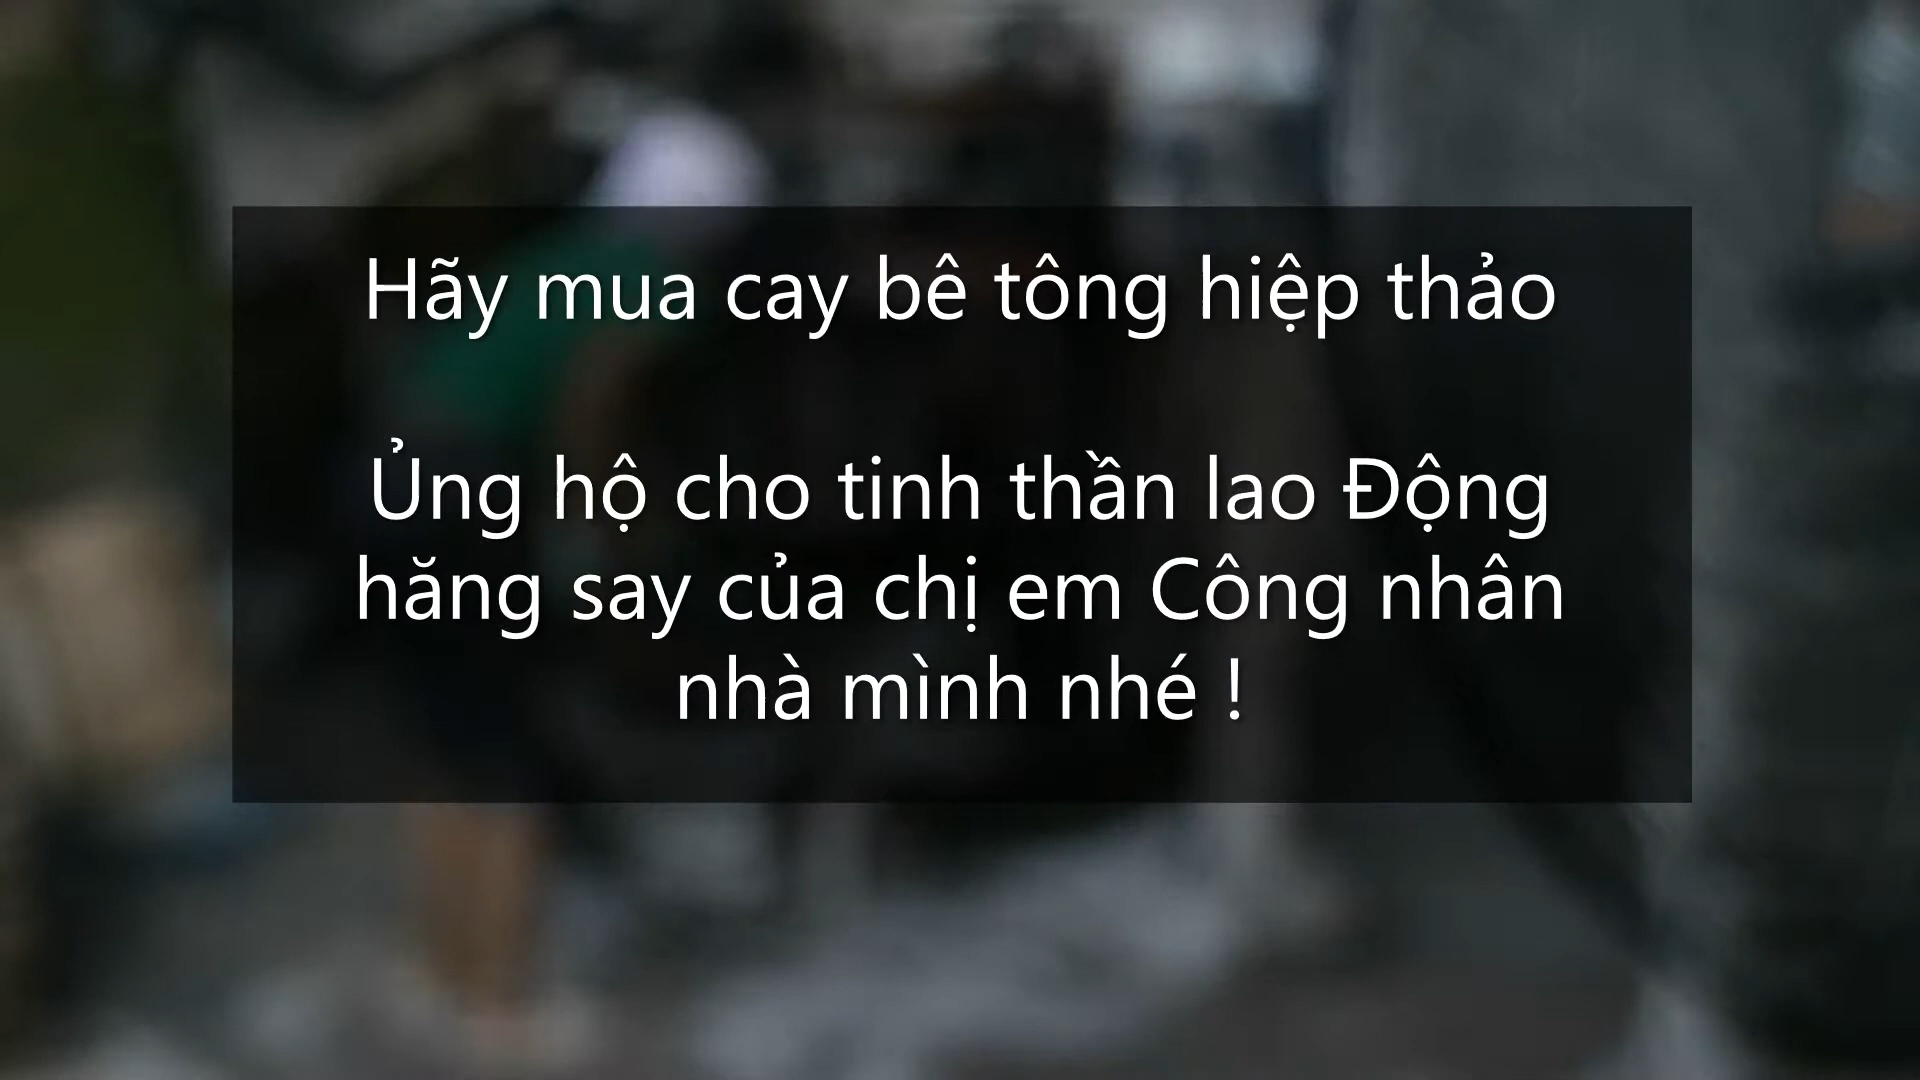 Hãy mua cay bê tông hiệp thảo
Ủng hộ cho tinh thần lao Động
hăng say của chị em Công nhân
nhà mình nhé !